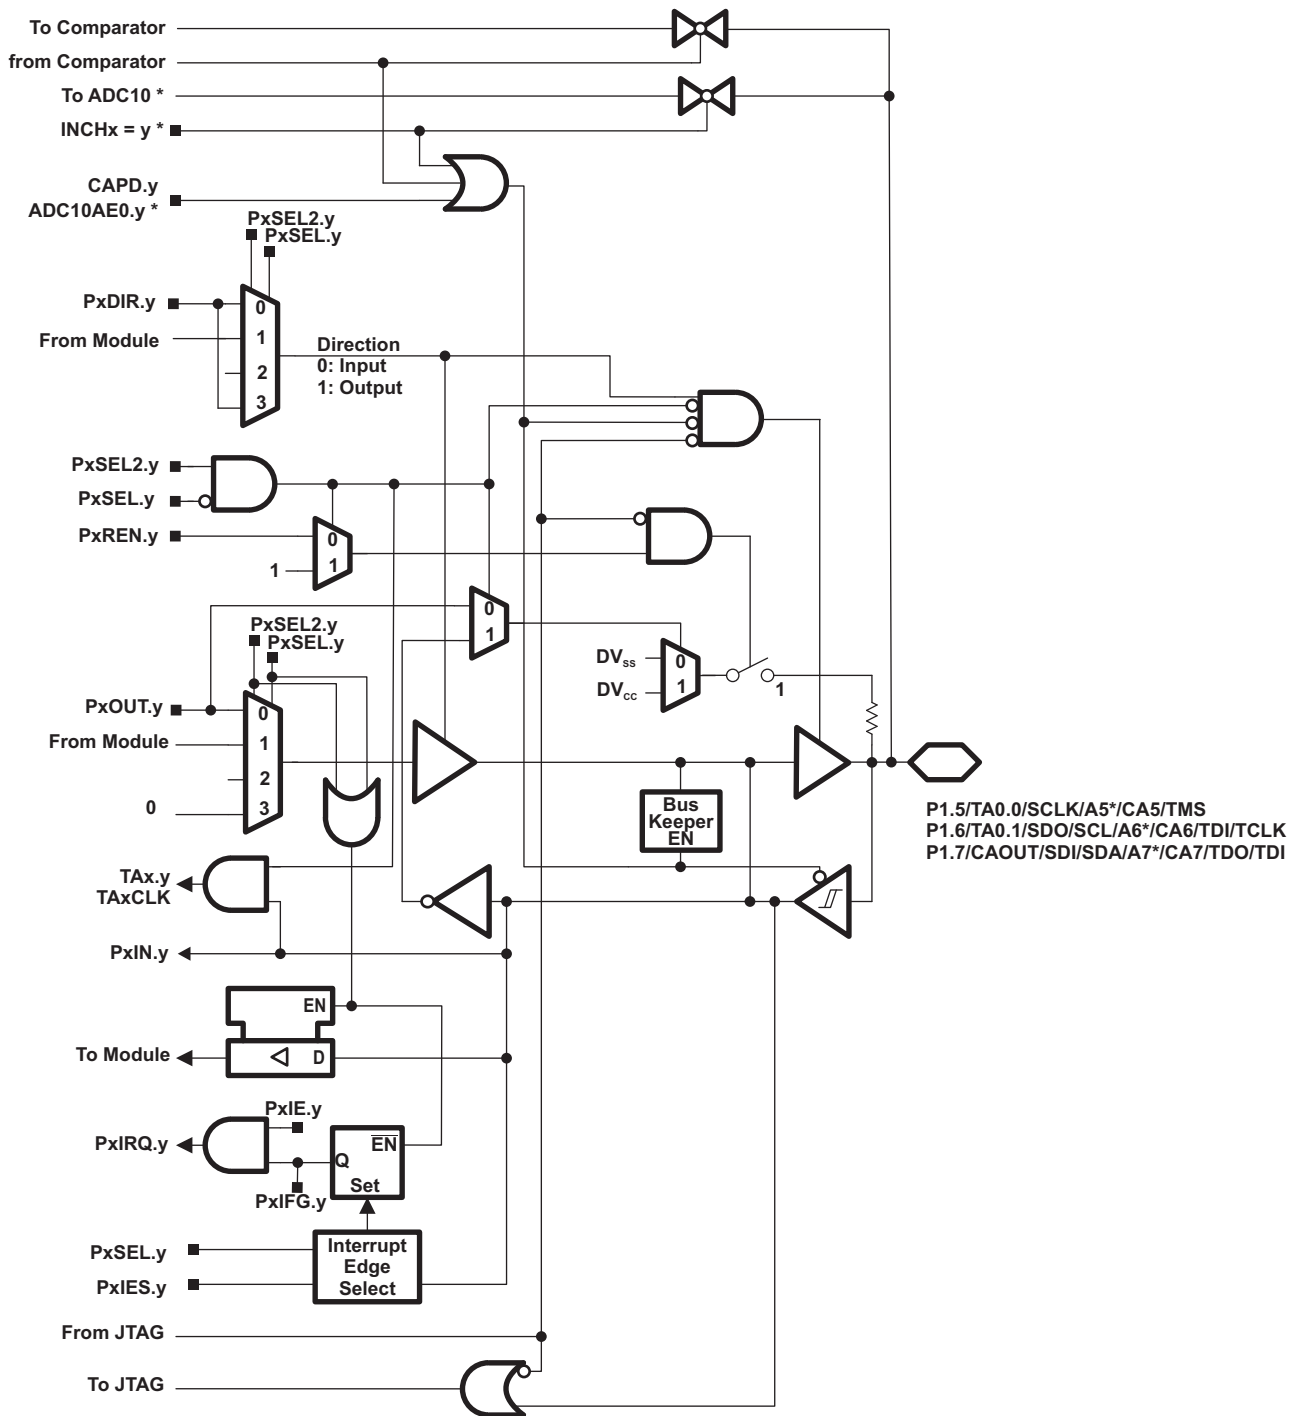 To Comparator
from Comparator
To ADC10 *
INCHx = y *
CAPD.y
ADC10AE0.y *
PxSEL2.y
PxSEL.y
PxDIR.y
0
From Module
1
2
3
Direction
0: Input
1: Output
PxSEL2.y
PxSEL.y
PxREN.y
0
1
1
0
1
PxSEL2.y
PxSEL.y
DVSS
0
DVCC
1
1
PxOUT.y
0
From Module
1
2
0
3
Bus
Keeper
EN
P1.5/TA0.0/SCLK/A5*/CA5/TMS
P1.6/TA0.1/SDO/SCL/A6*/CA6/TDI/TCLK
P1.7/CAOUT/SDI/SDA/A7*/CA7/TDO/TDI
TAx.y
TAxCLK
PxIN.y
EN
To Module
D
PxIE.y
PxIRQ.y
EN
Q
Set
PxIFG.y
PxSEL.y
PxIES.y
Interrupt
Edge
Select
From JTAG
To JTAG